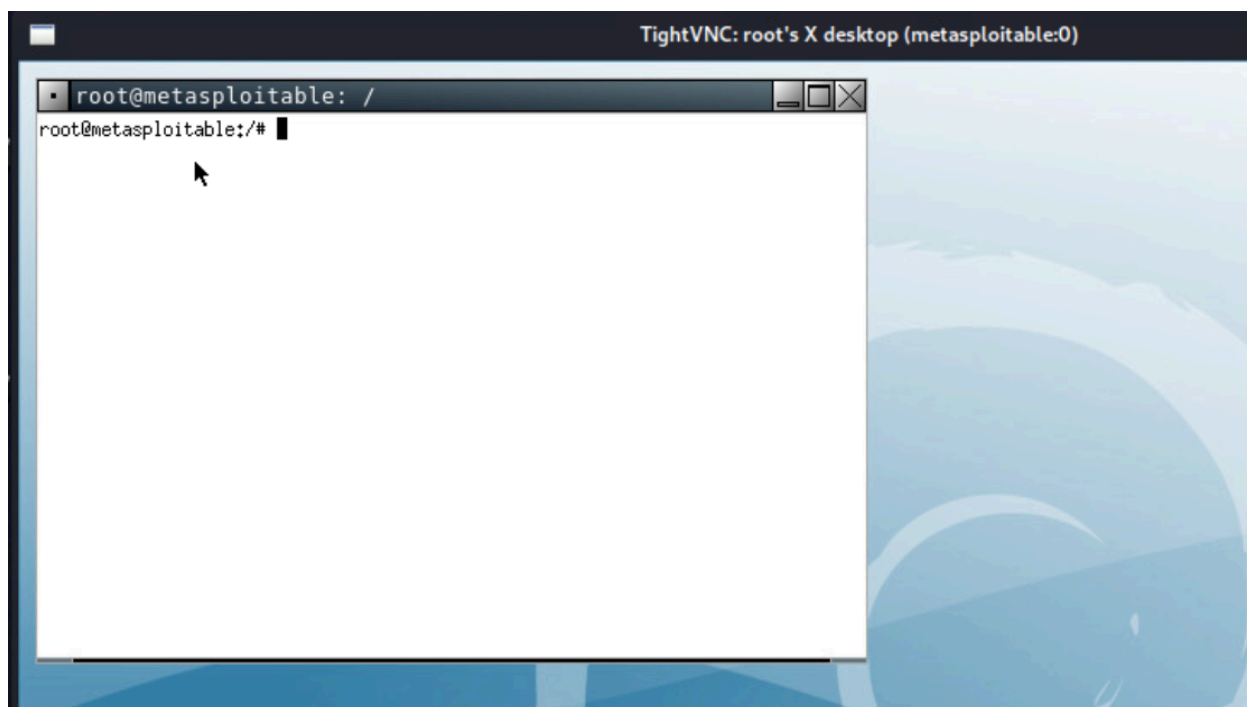 TightVNC: root's X desktop (metasploitable:0)
root@metasploitable: /
root@metasploitable:/#